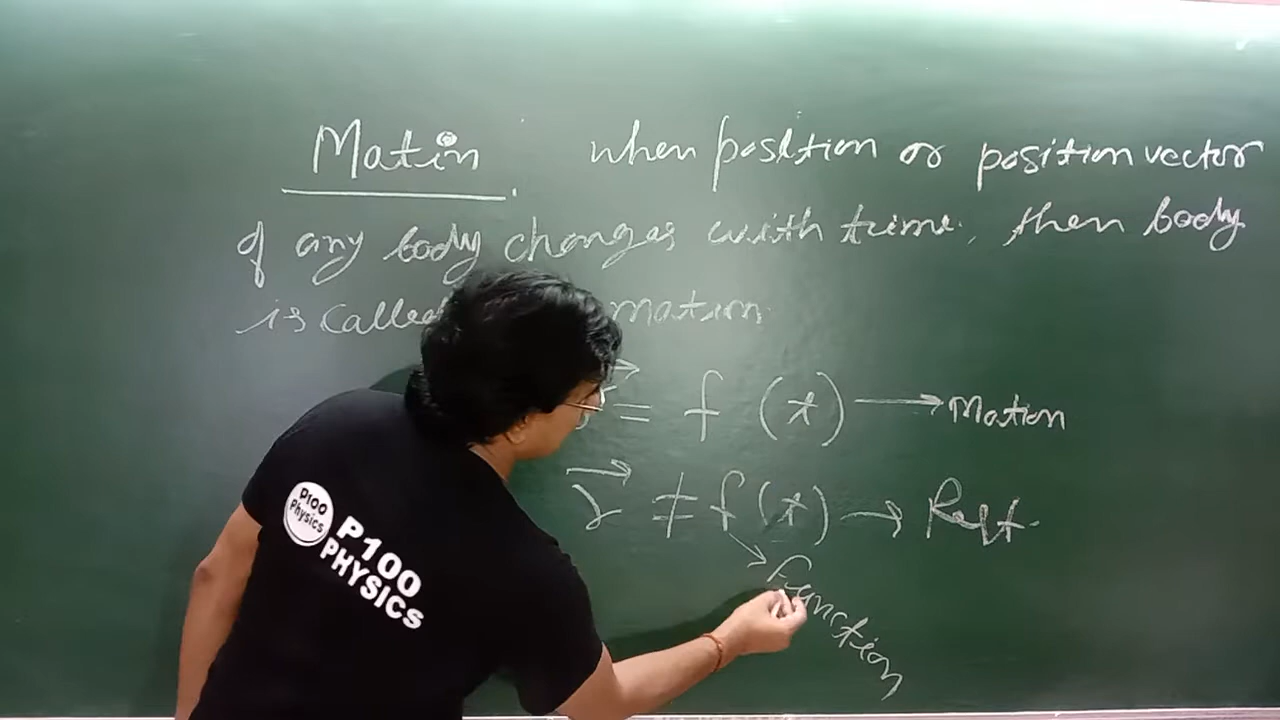 Motion when position or position vector
of any body changes with time, then body
is called motion
= f (t) → Motion
r⃗ ≠ f (t) → Rest.
→ function
P100
Physics
P100
PHYSICS